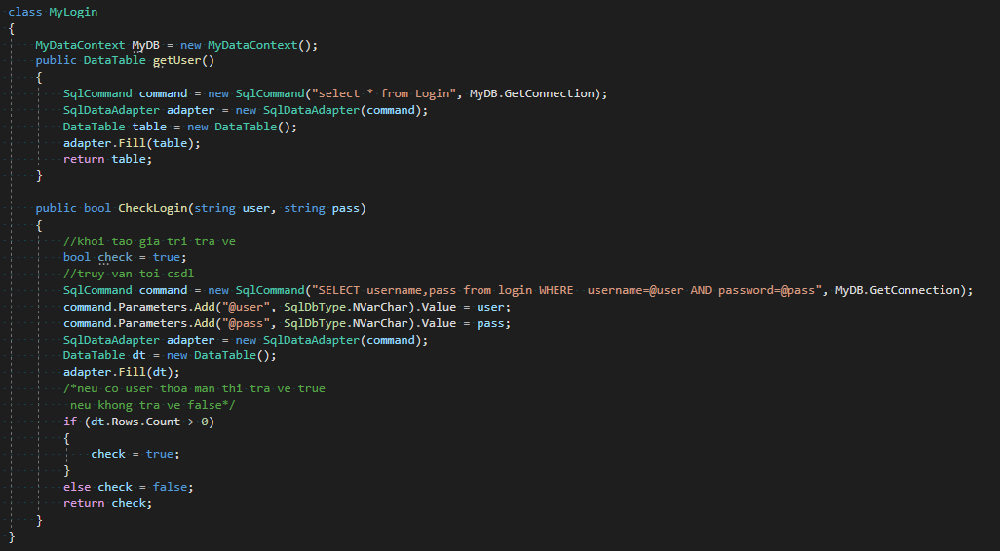 class MyLogin
{
    MyDataContext MyDB = new MyDataContext();
    public DataTable getUser()
    {
        SqlCommand command = new SqlCommand("select * from Login", MyDB.GetConnection);
        SqlDataAdapter adapter = new SqlDataAdapter(command);
        DataTable table = new DataTable();
        adapter.Fill(table);
        return table;
    }

    public bool CheckLogin(string user, string pass)
    {
        //khoi tao gia tri tra ve
        bool check = true;
        //truy van toi csdl
        SqlCommand command = new SqlCommand("SELECT username,pass from login WHERE  username=@user AND password=@pass", MyDB.GetConnection);
        command.Parameters.Add("@user", SqlDbType.NVarChar).Value = user;
        command.Parameters.Add("@pass", SqlDbType.NVarChar).Value = pass;
        SqlDataAdapter adapter = new SqlDataAdapter(command);
        DataTable dt = new DataTable();
        adapter.Fill(dt);
        /*neu co user thoa man thi tra ve true
         neu khong tra ve false*/
        if (dt.Rows.Count > 0)
        {
            check = true;
        }
        else check = false;
        return check;
    }
}